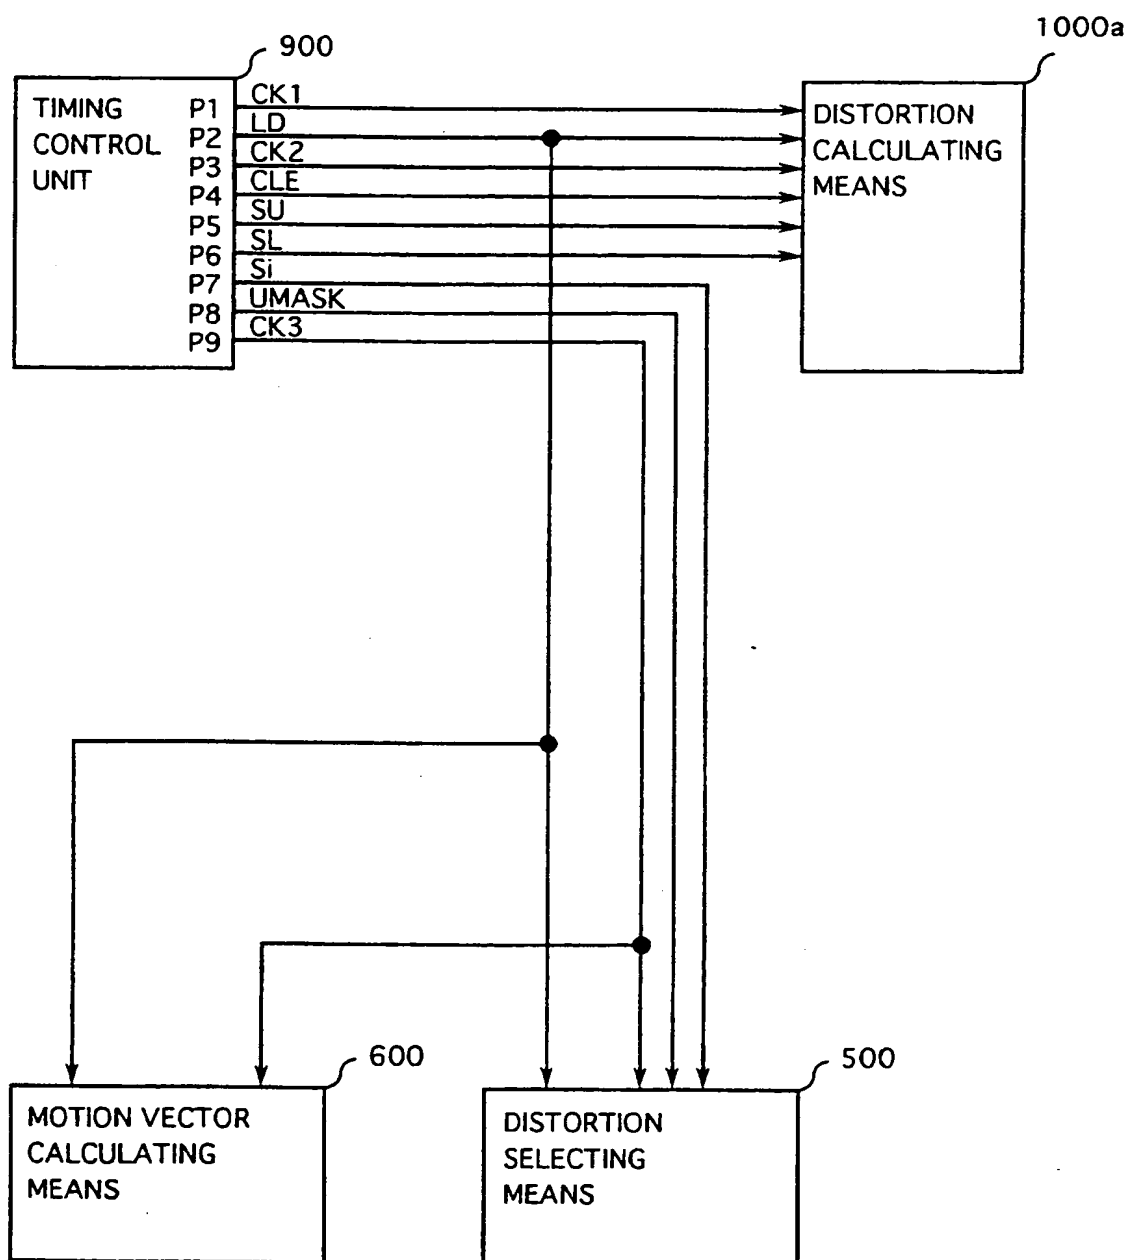 900
1000a
TIMING
CONTROL
UNIT
P1
P2
P3
P4
P5
P6
P7
P8
P9
CK1
LD
CK2
CLE
SU
SL
Si
UMASK
CK3
DISTORTION
CALCULATING
MEANS
600
MOTION VECTOR
CALCULATING
MEANS
500
DISTORTION
SELECTING
MEANS